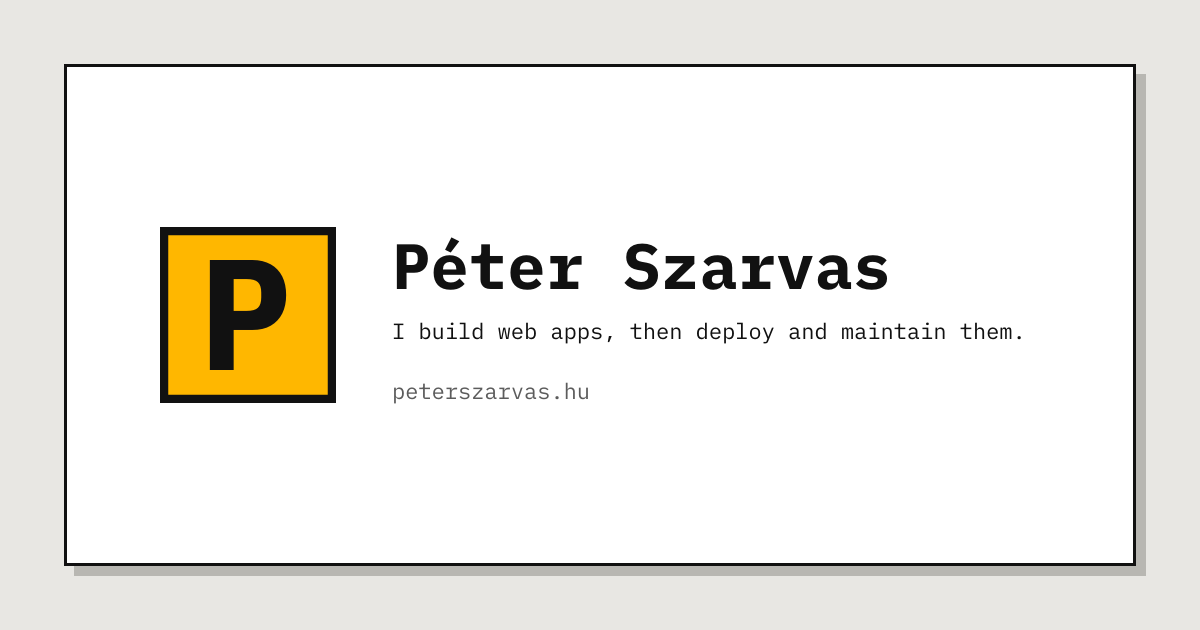 P
Péter Szarvas
I build web apps, then deploy and maintain them.
peterszarvas.hu